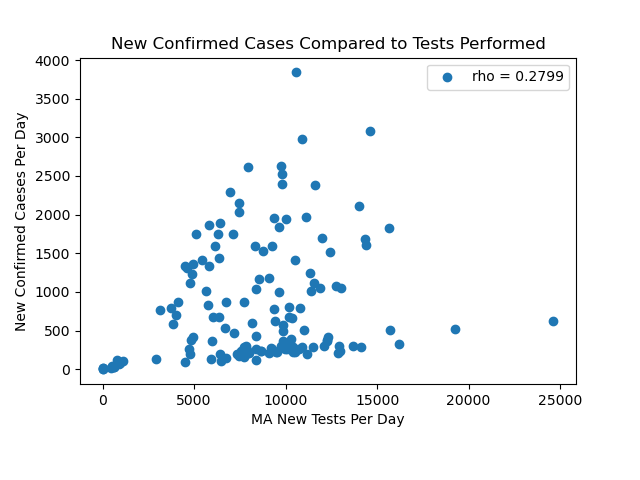 New Confirmed Cases Compared to Tests Performed
rho = 0.2799
New Confirmed Caeses Per Day
4000
3500
3000
2500
2000
1500
1000
500
0
0 5000 10000 15000 20000 25000
MA New Tests Per Day